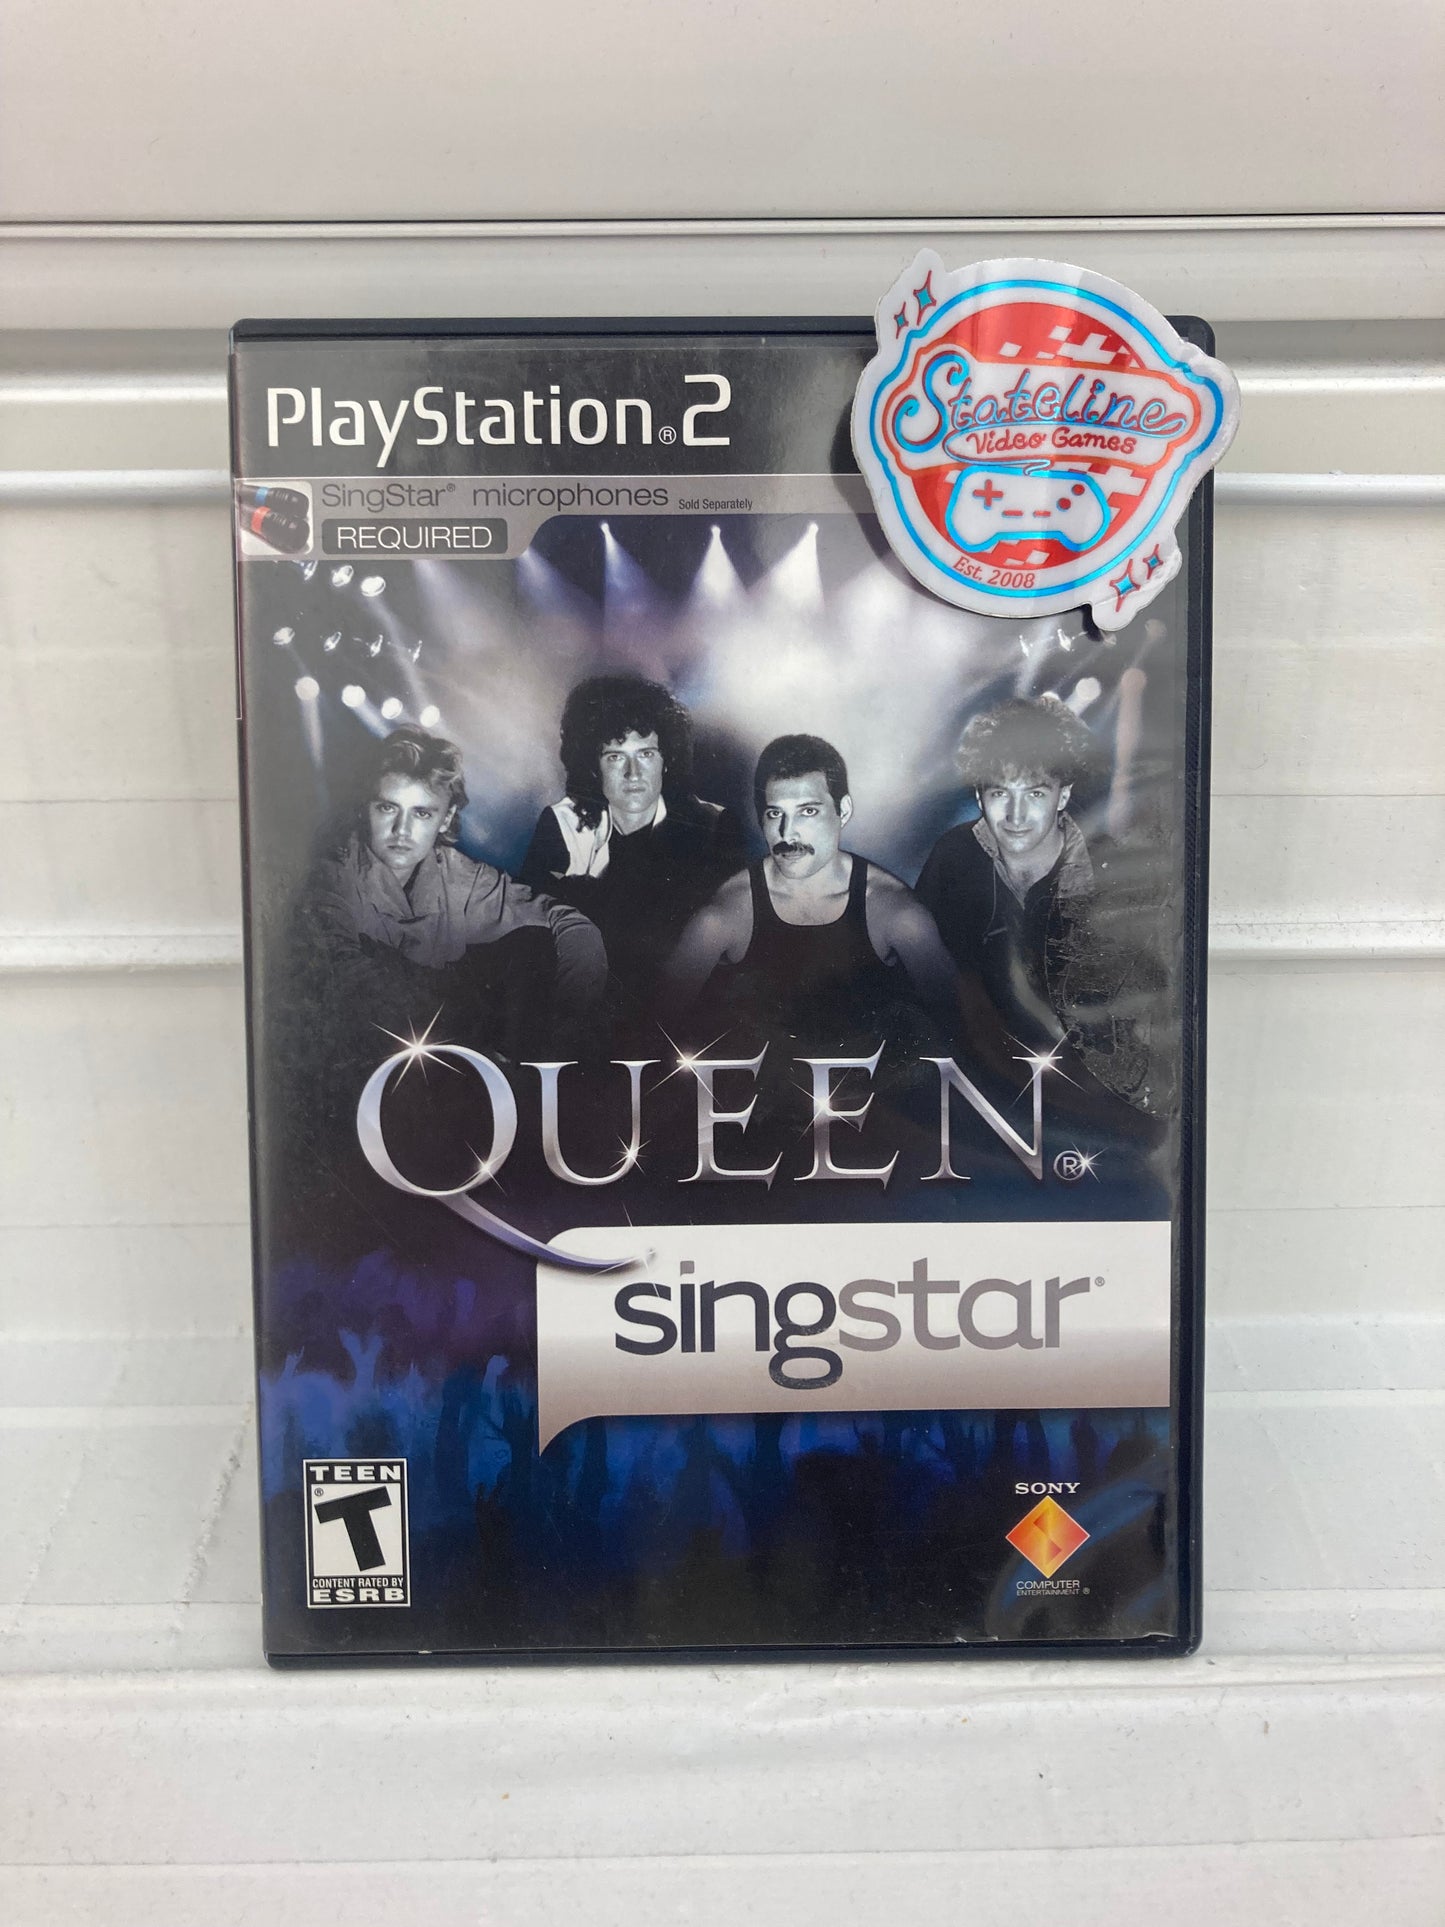 PlayStation®2
SingStar® microphones Sold Separately
REQUIRED
Stateline
Video Games
Est. 2008
QUEEN®
singstar®
TEEN
®
T
CONTENT RATED BY
ESRB
SONY
COMPUTER
ENTERTAINMENT®